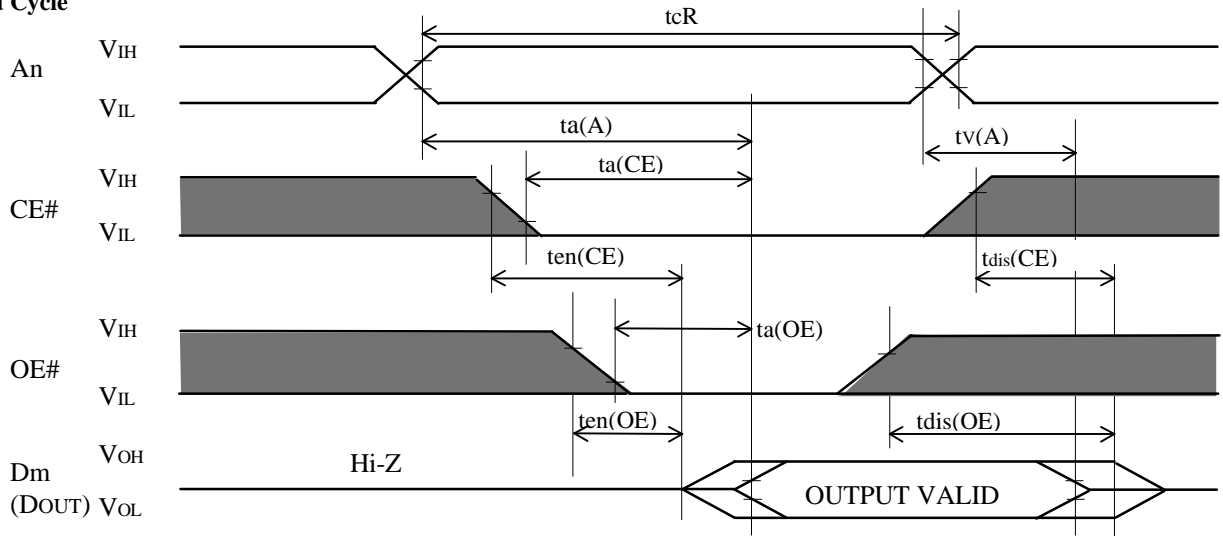 Cycle
tcR
An
VIH
VIL
ta(A)
tv(A)
CE#
VIH
VIL
ta(CE)
ten(CE)
tdis(CE)
OE#
VIH
VIL
ta(OE)
ten(OE)
tdis(OE)
Dm
(DOUT)
VOH
VOL
Hi-Z
OUTPUT VALID